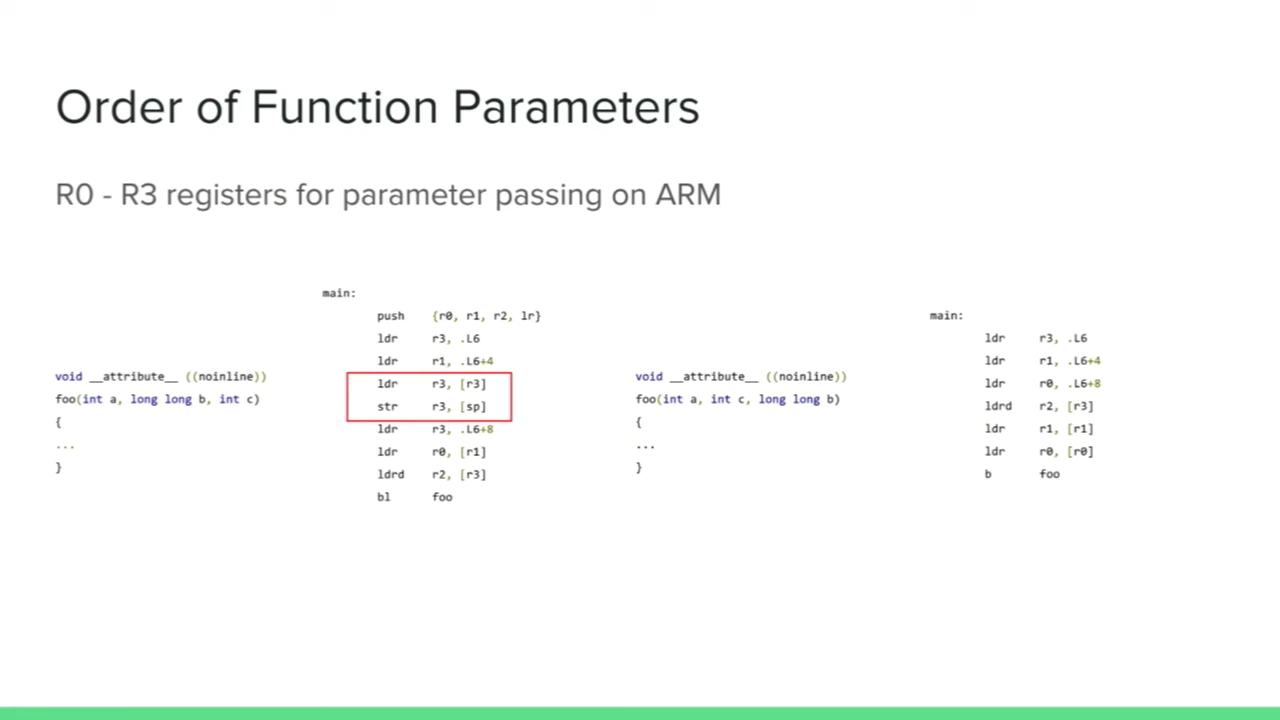 Order of Function Parameters
R0 - R3 registers for parameter passing on ARM
void __attribute__ ((noinline))
foo(int a, long long b, int c)
{
...
}
main:
push {r0, r1, r2, lr}
ldr r3, .L6
ldr r1, .L6+4
ldr r3, [r3]
str r3, [sp]
ldr r3, .L6+8
ldr r0, [r1]
ldrd r2, [r3]
bl foo
void __attribute__ ((noinline))
foo(int a, int c, long long b)
{
...
}
main:
ldr r3, .L6
ldr r1, .L6+4
ldr r0, .L6+8
ldrd r2, [r3]
ldr r1, [r1]
ldr r0, [r0]
b foo